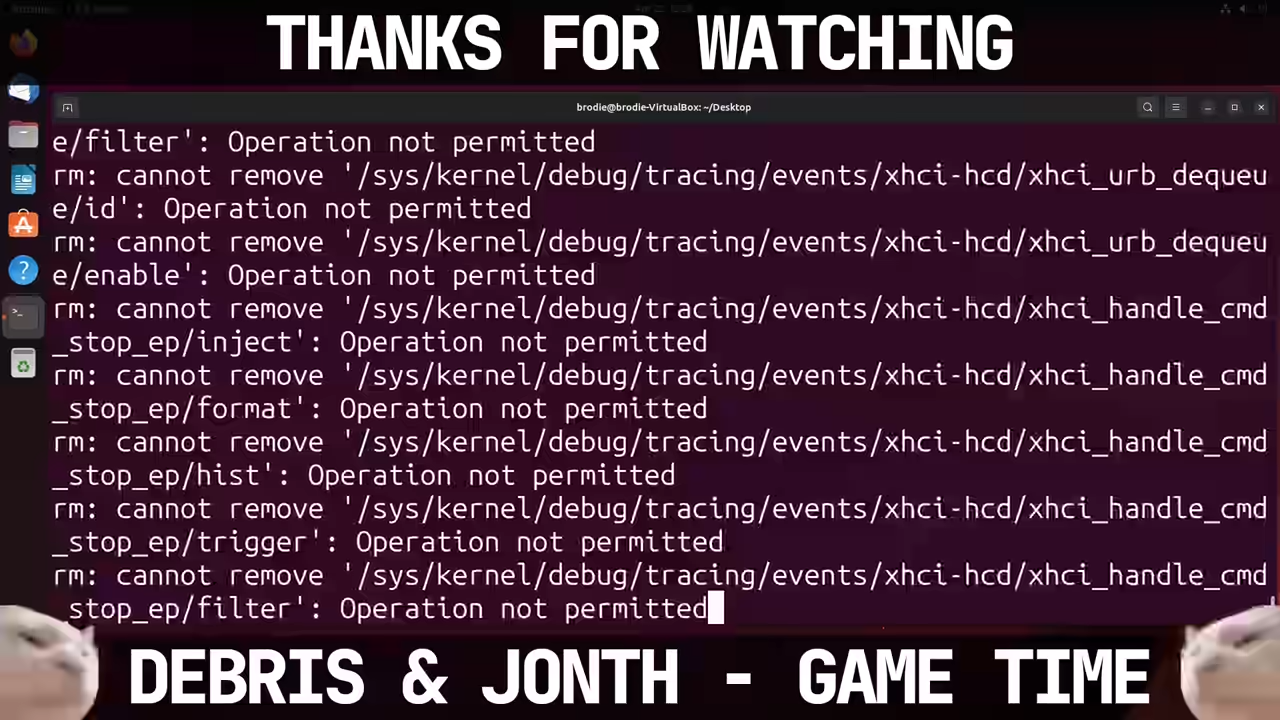 THANKS FOR WATCHING
brodie@brodie-VirtualBox: ~/Desktop
e/filter': Operation not permitted
rm: cannot remove '/sys/kernel/debug/tracing/events/xhci-hcd/xhci_urb_dequeu
e/id': Operation not permitted
rm: cannot remove '/sys/kernel/debug/tracing/events/xhci-hcd/xhci_urb_dequeu
e/enable': Operation not permitted
rm: cannot remove '/sys/kernel/debug/tracing/events/xhci-hcd/xhci_handle_cmd
_stop_ep/inject': Operation not permitted
rm: cannot remove '/sys/kernel/debug/tracing/events/xhci-hcd/xhci_handle_cmd
_stop_ep/format': Operation not permitted
rm: cannot remove '/sys/kernel/debug/tracing/events/xhci-hcd/xhci_handle_cmd
_stop_ep/hist': Operation not permitted
rm: cannot remove '/sys/kernel/debug/tracing/events/xhci-hcd/xhci_handle_cmd
_stop_ep/trigger': Operation not permitted
rm: cannot remove '/sys/kernel/debug/tracing/events/xhci-hcd/xhci_handle_cmd
_stop_ep/filter': Operation not permitted
DEBRIS & JONTH - GAME TIME